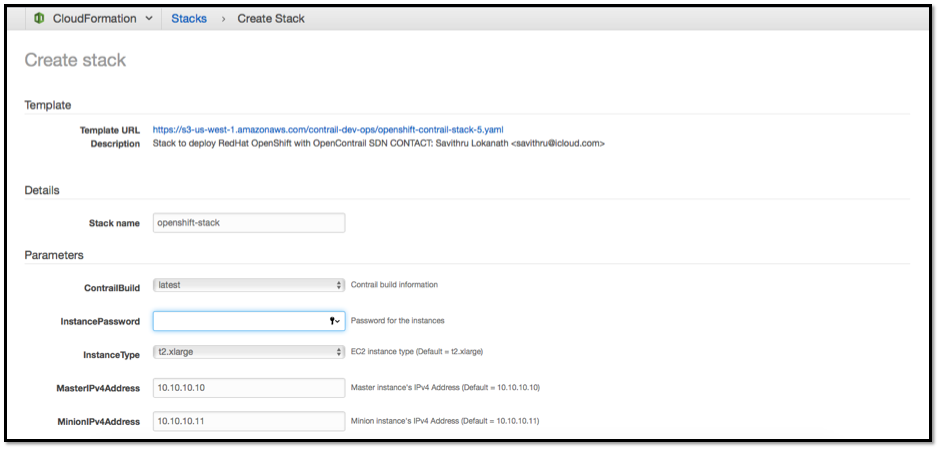 CloudFormation Stacks › Create Stack
Create stack
Template
Template URL https://s3-us-west-1.amazonaws.com/contrail-dev-ops/openshift-contrail-stack-5.yaml
Description Stack to deploy RedHat OpenShift with OpenContrail SDN CONTACT: Savithru Lokanath <savithru@icloud.com>
Details
Stack name openshift-stack
Parameters
ContrailBuild latest Contrail build information
InstancePassword Password for the instances
InstanceType t2.xlarge EC2 instance type (Default = t2.xlarge)
MasterIPv4Address 10.10.10.10 Master instance's IPv4 Address (Default = 10.10.10.10)
MinionIPv4Address 10.10.10.11 Minion instance's IPv4 Address (Default = 10.10.10.11)